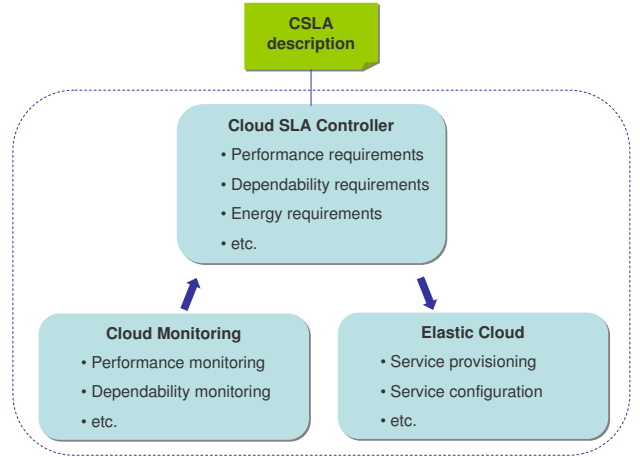 CSLA
description
Cloud SLA Controller
• Performance requirements
• Dependability requirements
• Energy requirements
• etc.
Cloud Monitoring
• Performance monitoring
• Dependability monitoring
• etc.
Elastic Cloud
• Service provisioning
• Service configuration
• etc.